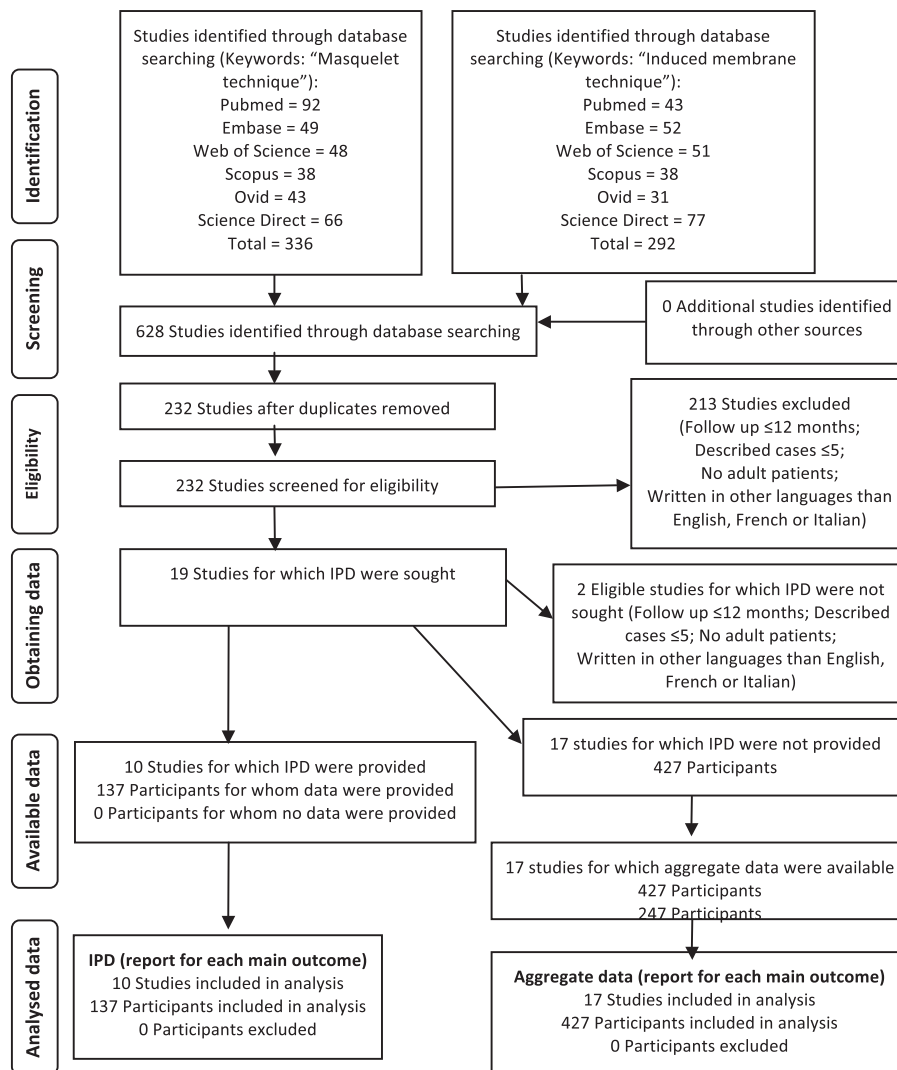 Identification
Studies identified through database
searching (Keywords: “Masquelet
technique”):
Pubmed = 92
Embase = 49
Web of Science = 48
Scopus = 38
Ovid = 43
Science Direct = 66
Total = 336
Studies identified through database
searching (Keywords: “Induced membrane
technique”):
Pubmed = 43
Embase = 52
Web of Science = 51
Scopus = 38
Ovid = 31
Science Direct = 77
Total = 292
Screening
628 Studies identified through database searching
0 Additional studies identified
through other sources
Eligibility
232 Studies after duplicates removed
232 Studies screened for eligibility
213 Studies excluded
(Follow up ≤12 months;
Described cases ≤5;
No adult patients;
Written in other languages than
English, French or Italian)
Obtaining data
19 Studies for which IPD were sought
2 Eligible studies for which IPD were not
sought (Follow up ≤12 months; Described
cases ≤5; No adult patients;
Written in other languages than English,
French or Italian)
17 studies for which IPD were not provided
427 Participants
Available data
10 Studies for which IPD were provided
137 Participants for whom data were provided
0 Participants for whom no data were provided
17 studies for which aggregate data were available
427 Participants
247 Participants
Analysed data
IPD (report for each main outcome)
10 Studies included in analysis
137 Participants included in analysis
0 Participants excluded
Aggregate data (report for each main outcome)
17 Studies included in analysis
427 Participants included in analysis
0 Participants excluded